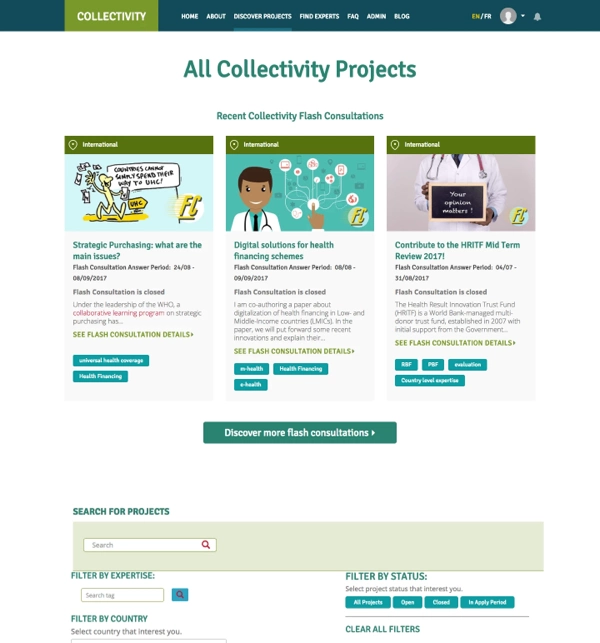 COLLECTIVITY
HOME ABOUT DISCOVER PROJECTS FIND EXPERTS FAQ ADMIN BLOG EN/FR
All Collectivity Projects
Recent Collectivity Flash Consultations
International
COUNTRIES CANNOT
SIMPLY SPEND THEIR
WAY TO UHC!
UHC
FC
Strategic Purchasing: what are the
main issues?
Flash Consultation Answer Period: 24/08 -
08/09/2017
Flash Consultation is closed
Under the leadership of the WHO, a
collaborative learning program on strategic
purchasing has...
SEE FLASH CONSULTATION DETAILS
universal health coverage
Health Financing
International
FC
Digital solutions for health
financing schemes
Flash Consultation Answer Period: 08/08 -
09/09/2017
Flash Consultation is closed
I am co-authoring a paper about
digitalization of health financing in Low- and
Middle-Income countries (LMICs). In the
paper, we will put forward some recent
innovations and explain their...
SEE FLASH CONSULTATION DETAILS
m-health Health Financing
e-health
International
Your
opinion
matters !
FC
Contribute to the HRITF Mid Term
Review 2017!
Flash Consultation Answer Period: 04/07 -
31/08/2017
Flash Consultation is closed
The Health Result Innovation Trust Fund
(HRITF) is a World Bank-managed multi-
donor trust fund, established in 2007 with
initial support from the Government...
SEE FLASH CONSULTATION DETAILS
RBF PBF evaluation
Country level expertise
Discover more flash consultations
SEARCH FOR PROJECTS
Search
FILTER BY EXPERTISE:
Search tag
FILTER BY COUNTRY
Select country that interest you.
FILTER BY STATUS:
Select project status that interest you.
All Projects Open Closed In Apply Period
CLEAR ALL FILTERS